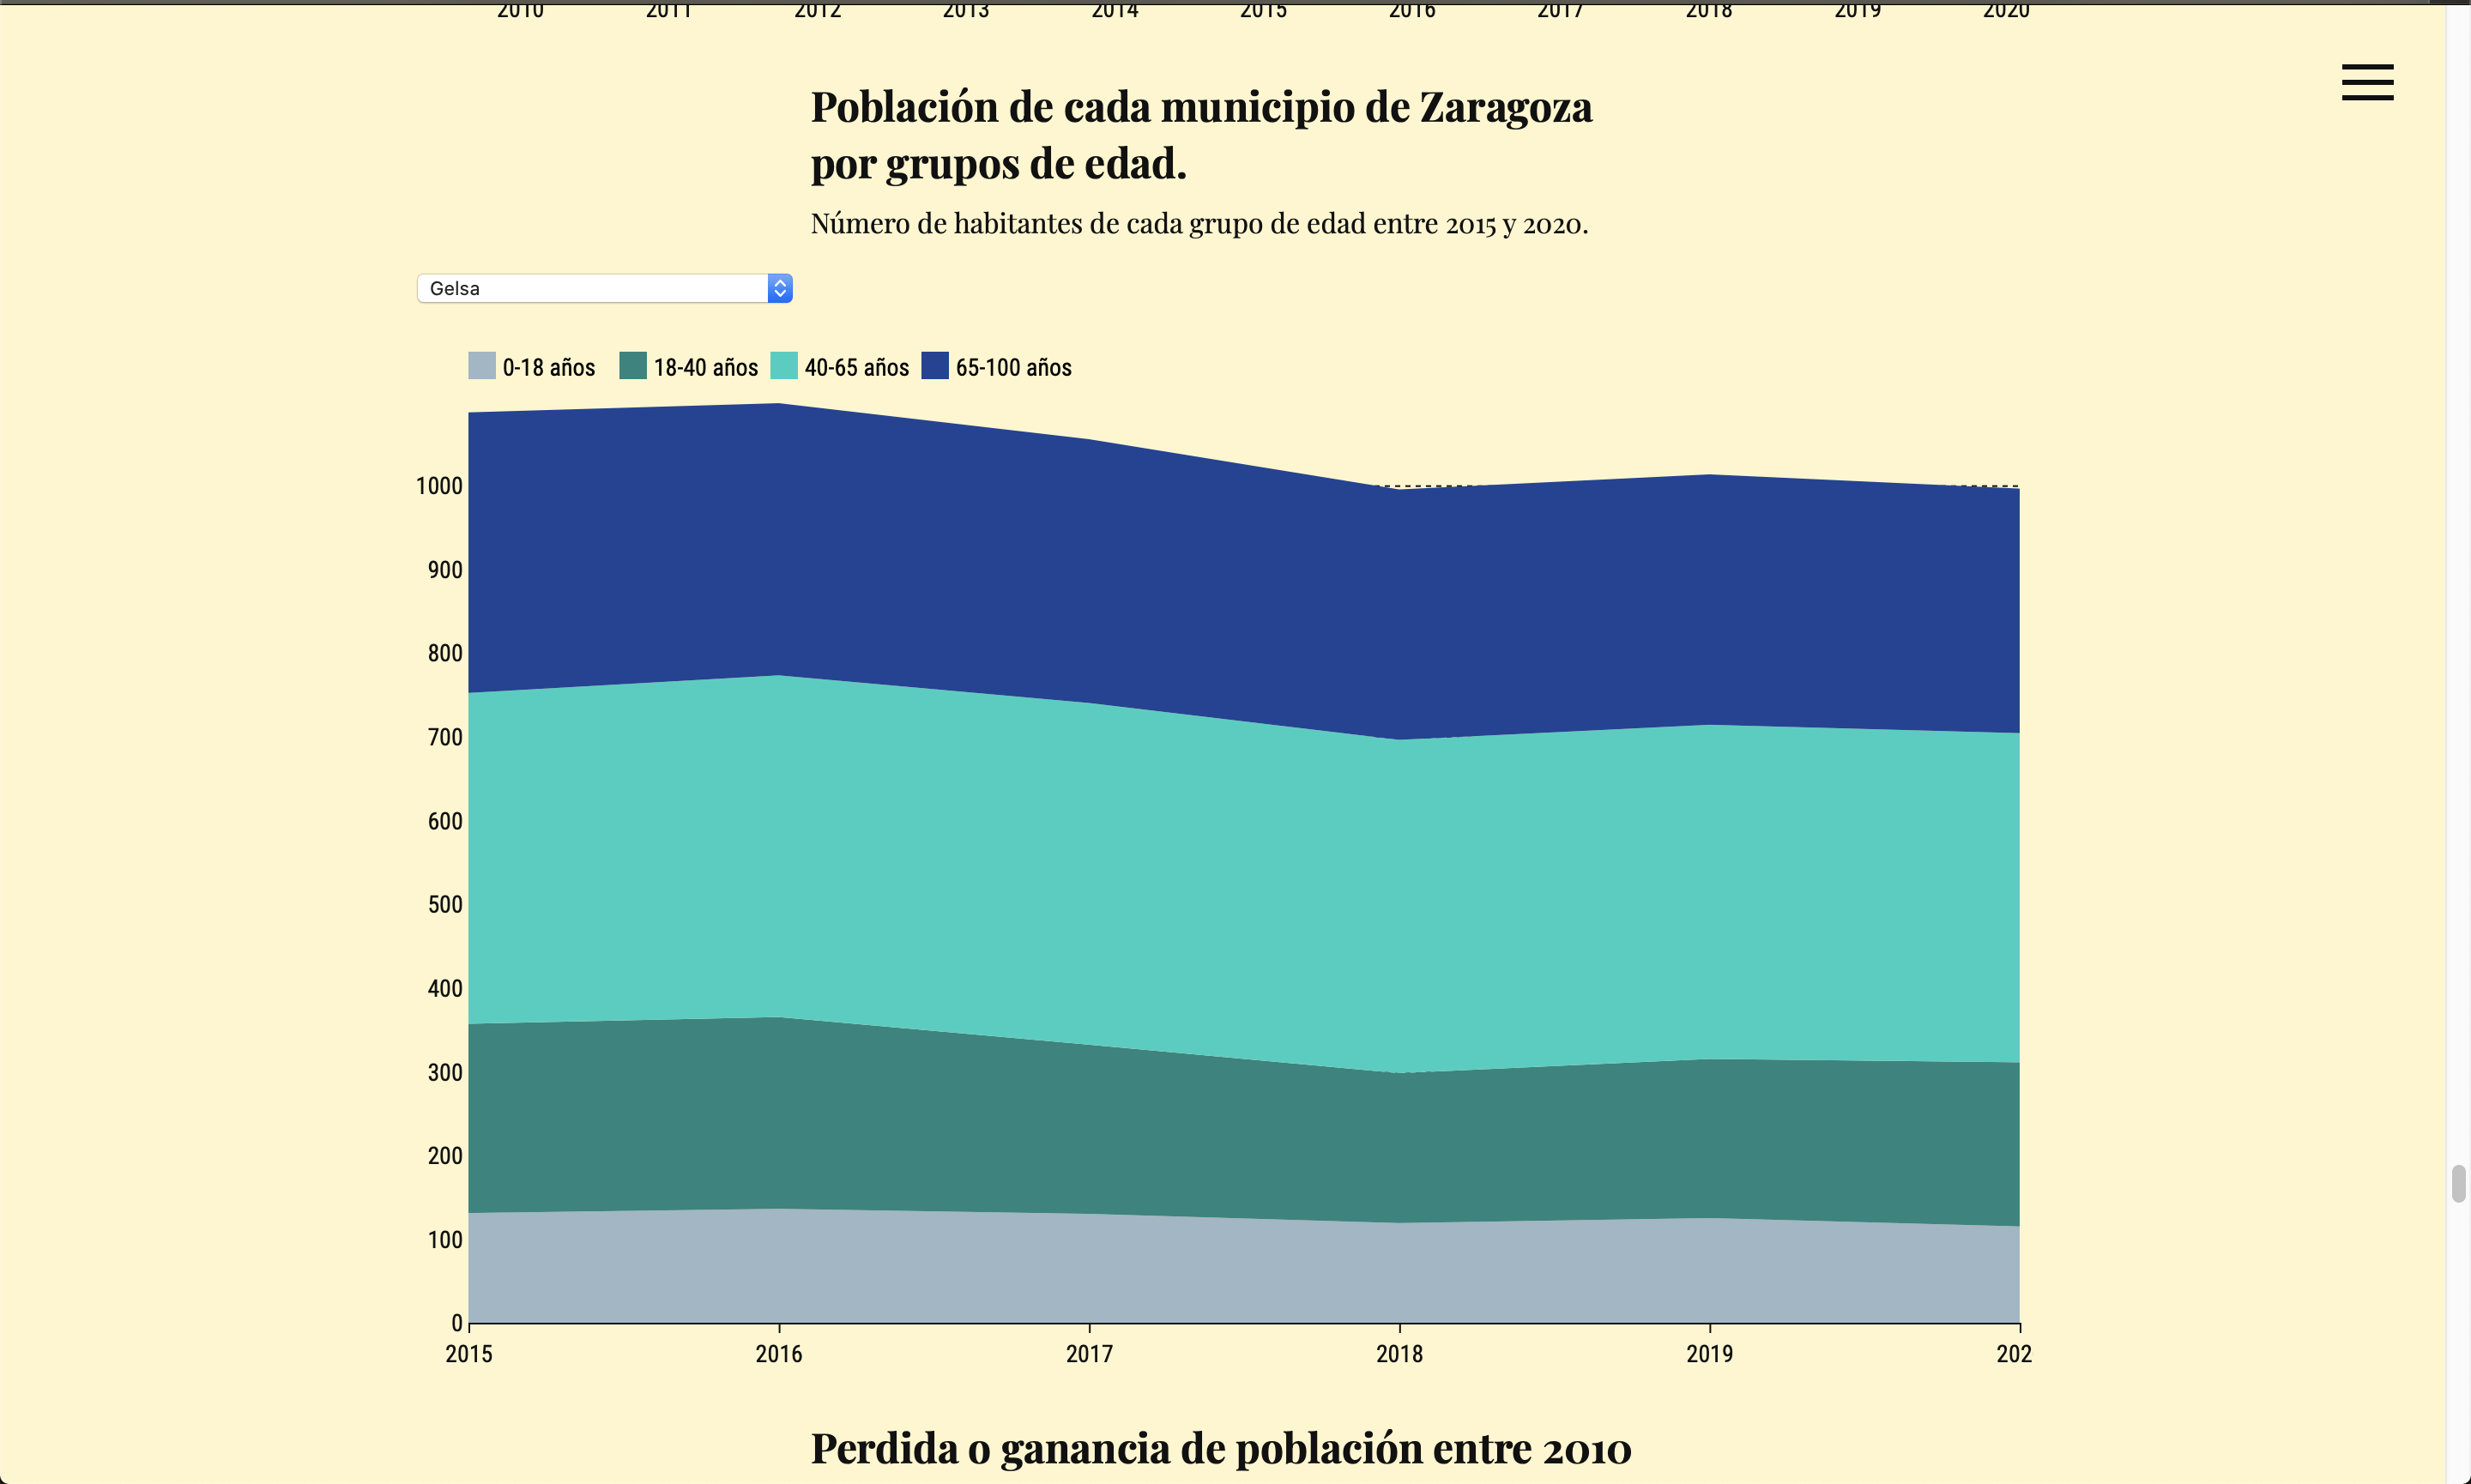 2010 2011 2012 2013 2014 2015 2016 2017 2018 2019 2020
Población de cada municipio de Zaragoza
por grupos de edad.
Número de habitantes de cada grupo de edad entre 2015 y 2020.
Gelsa
0-18 años 18-40 años 40-65 años 65-100 años
1000
900
800
700
600
500
400
300
200
100
0
2015 2016 2017 2018 2019 202
Perdida o ganancia de población entre 2010